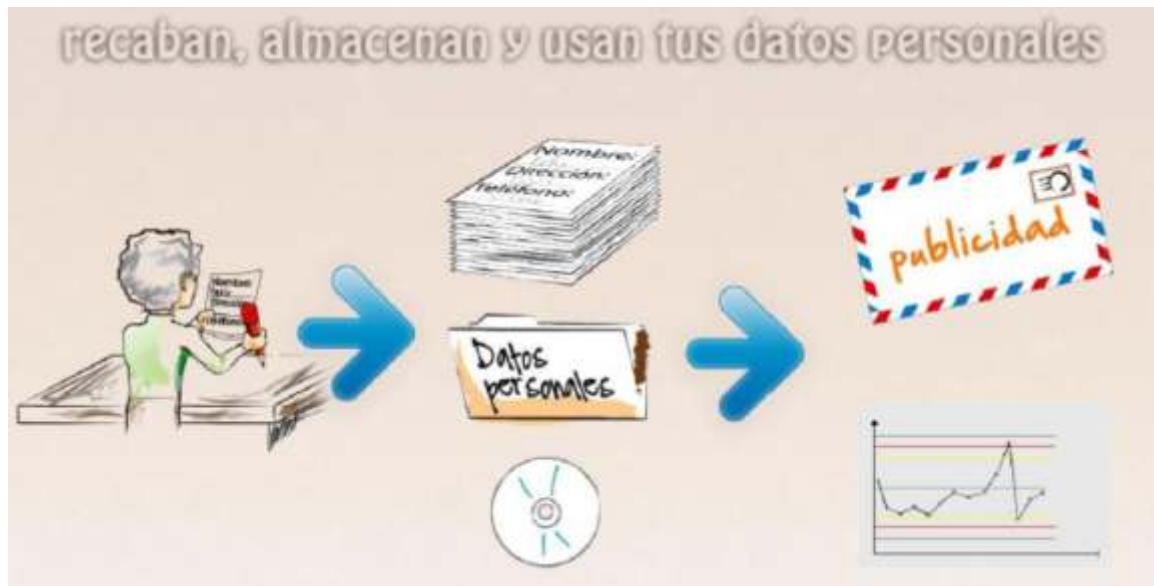 recaban, almacenan y usan tus datos personales
Nombre:
Dirección:
Teléfono:
Datos
personales
publicidad